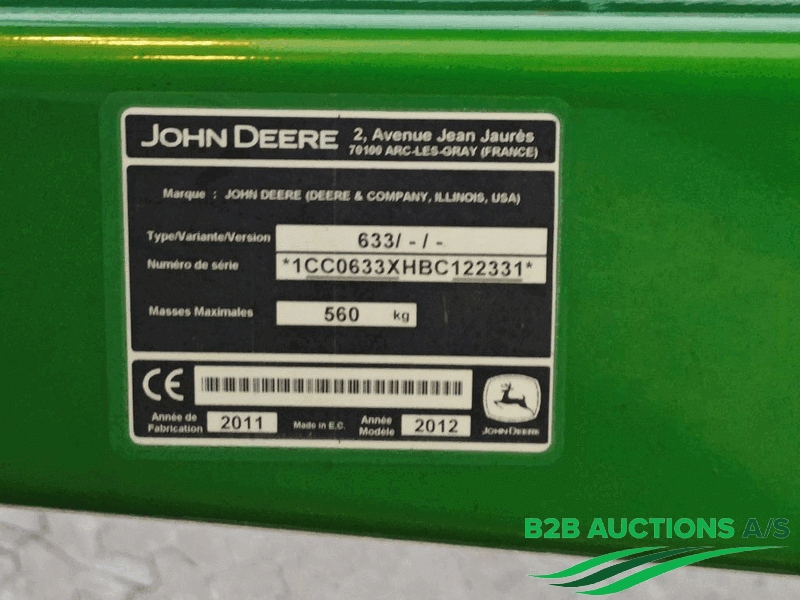 JOHN DEERE
2, Avenue Jean Jaurès
70100 ARC-LES-GRAY (FRANCE)
Marque : JOHN DEERE (DEERE & COMPANY, ILLINOIS, USA)
Type/Variante/Version 633/ - / -
Numéro de série *1CC0633XHBC122331*
Masses Maximales 560 kg
CE
Année de Fabrication 2011 Made in E.C. Année Modèle 2012
JOHN DEERE
B2B AUCTIONS A/S